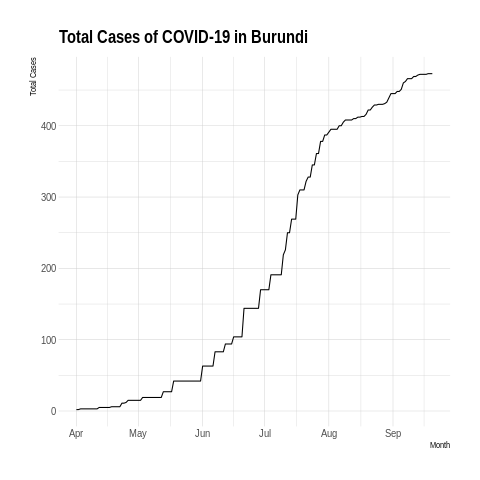 Total Cases of COVID-19 in Burundi
Total Cases
400
300
200
100
0
Apr May Jun Jul Aug Sep
Month